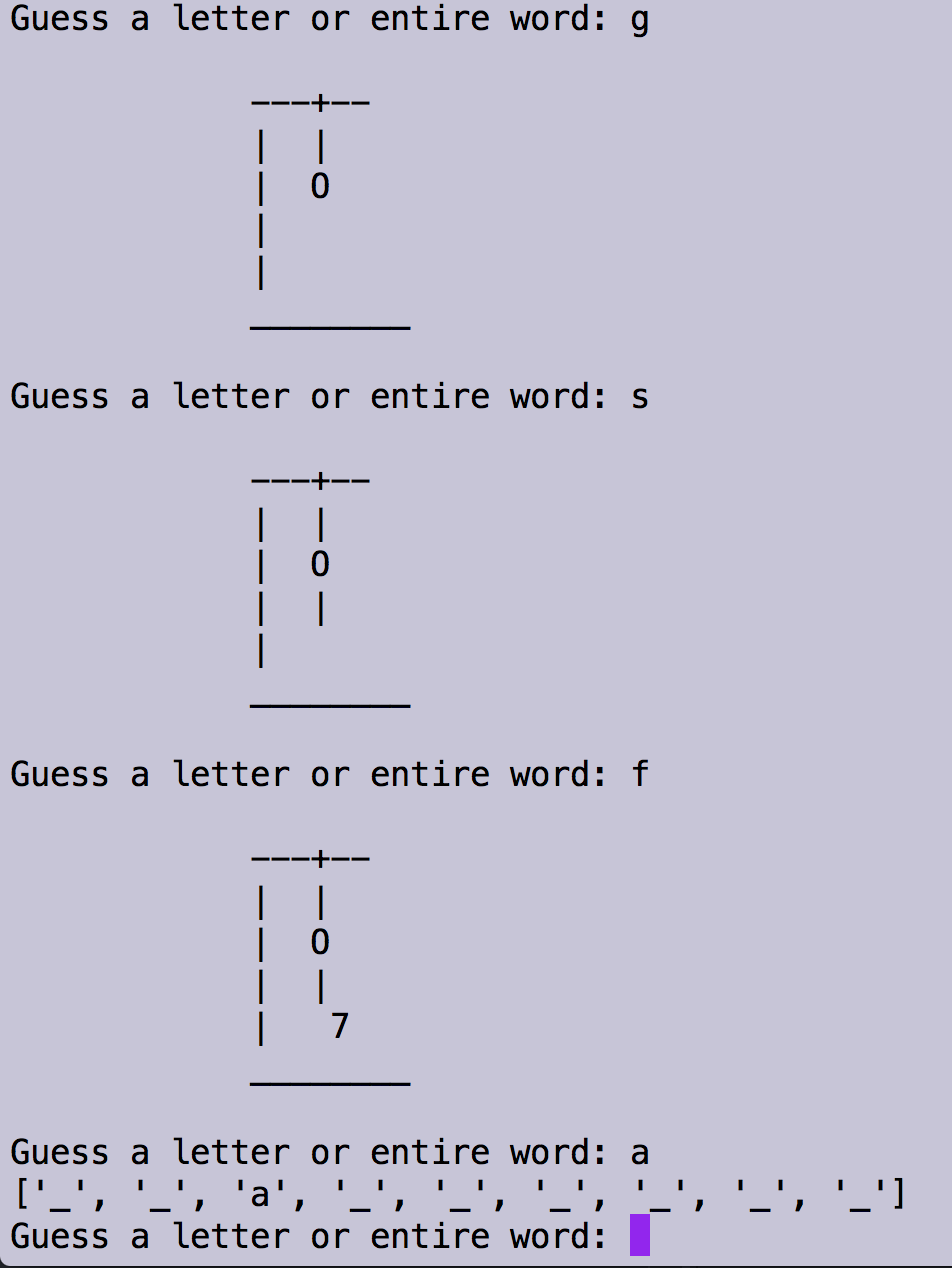 Guess a letter or entire word: g
---+--
|  |
|  O
|
|
________
Guess a letter or entire word: s
---+--
|  |
|  O
|  |
|
________
Guess a letter or entire word: f
---+--
|  |
|  O
|  |
|   7
________
Guess a letter or entire word: a
['_', '_', 'a', '_', '_', '_', '_', '_', '_']
Guess a letter or entire word: